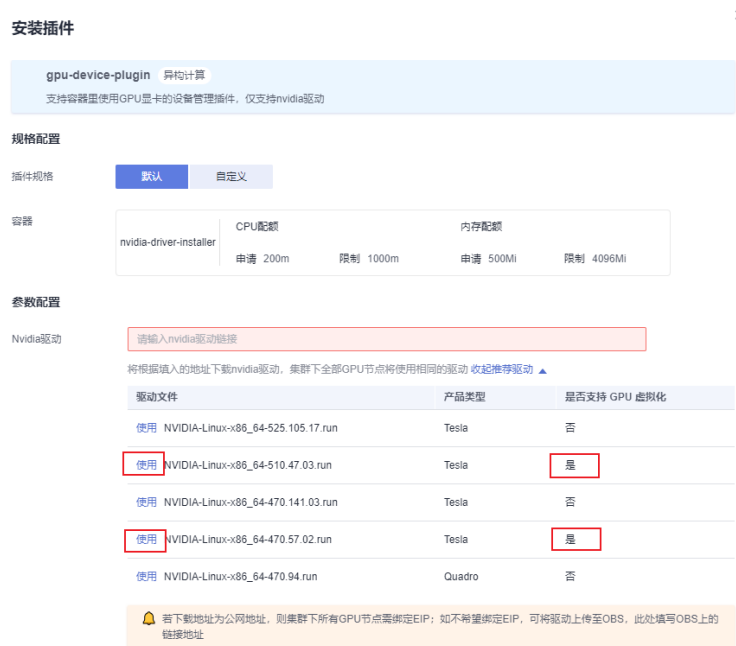 安装插件
gpu-device-plugin 异构计算
支持容器里使用GPU显卡的设备管理插件，仅支持nvidia驱动
规格配置
插件规格 默认 自定义
容器 nvidia-driver-installer CPU配额 内存配额
申请 200m 限制 1000m 申请 500Mi 限制 4096Mi
参数配置
Nvidia驱动 请输入nvidia驱动链接
将根据填入的地址下载nvidia驱动，集群下全部GPU节点将使用相同的驱动 收起推荐驱动
驱动文件 产品类型 是否支持 GPU 虚拟化
使用 NVIDIA-Linux-x86_64-525.105.17.run Tesla 否
使用 NVIDIA-Linux-x86_64-510.47.03.run Tesla 是
使用 NVIDIA-Linux-x86_64-470.141.03.run Tesla 否
使用 NVIDIA-Linux-x86_64-470.57.02.run Tesla 是
使用 NVIDIA-Linux-x86_64-470.94.run Quadro 否
若下载地址为公网地址，则集群下所有GPU节点需绑定EIP；如不希望绑定EIP，可将驱动上传至OBS，此处填写OBS上的
链接地址